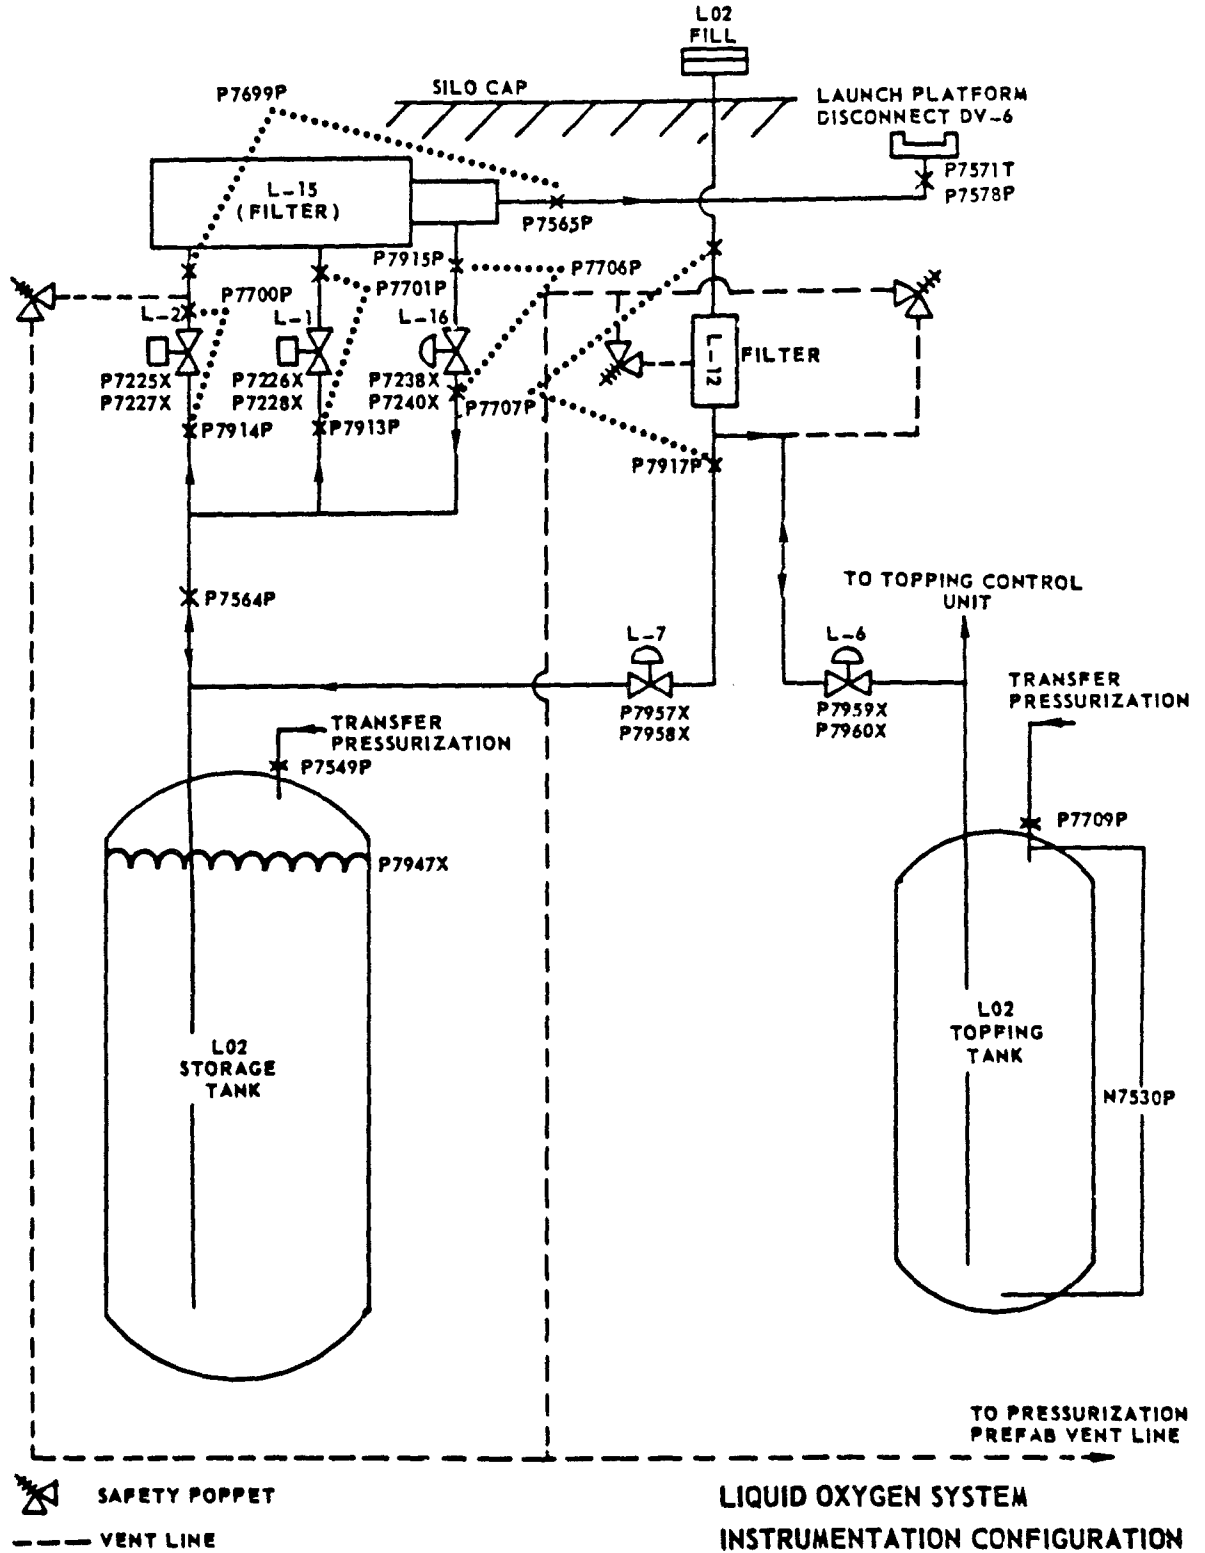 L02
FILL
P7699P
SILO CAP
LAUNCH PLATFORM
DISCONNECT DV-6
P7571T
P7578P
L-15
(FILTER)
P7565P
P7915P
P7706P
P7700P
P7701P
L-2
L-1
L-16
L-12
FILTER
P7225X
P7227X
P7226X
P7228X
P7238X
P7240X
P7707P
P7914P
P7913P
P7917P
P7564P
TO TOPPING CONTROL
UNIT
L-7
L-6
P7957X
P7958X
P7959X
P7960X
TRANSFER
PRESSURIZATION
TRANSFER
PRESSURIZATION
P7549P
P7709P
P7947X
L02
STORAGE
TANK
L02
TOPPING
TANK
N7530P
TO PRESSURIZATION
PREFAB VENT LINE
SAFETY POPPET
VENT LINE
LIQUID OXYGEN SYSTEM
INSTRUMENTATION CONFIGURATION